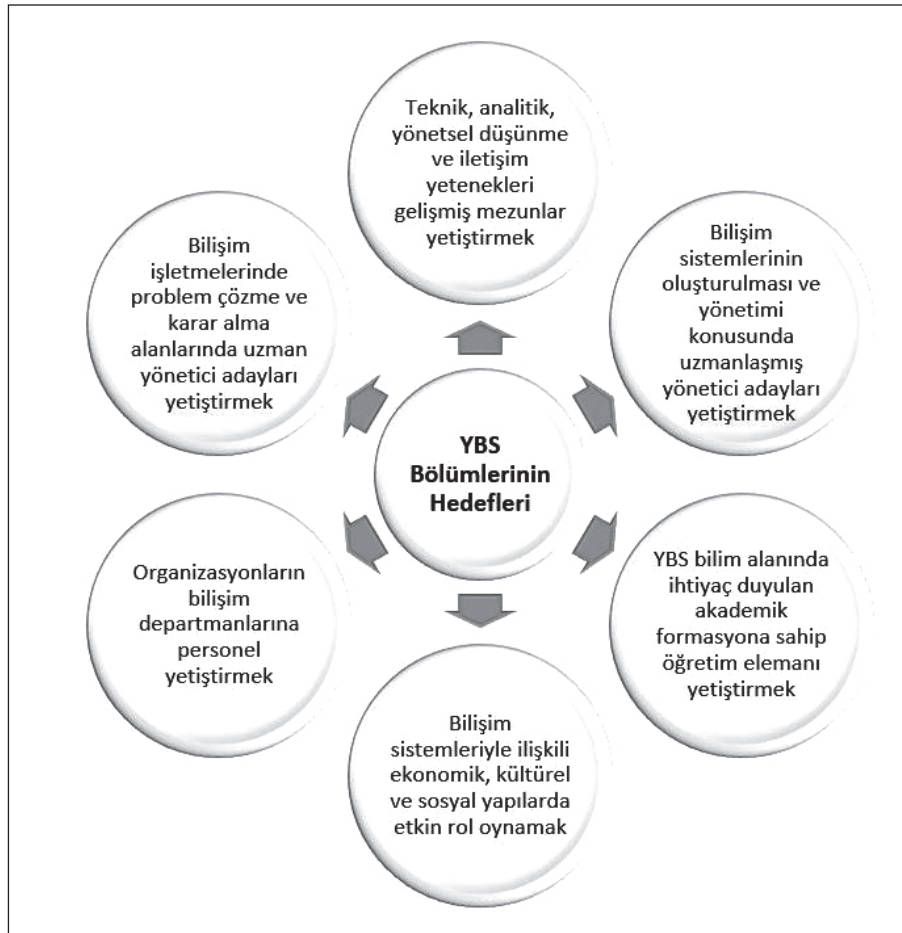 Teknik, analitik,
yönetsel düşünme
ve iletişim
yetenekleri
gelişmiş mezunlar
yetiştirmek
Bilişim
işletmelerinde
problem çözme ve
karar alma
alanlarında uzman
yönetici adayları
yetiştirmek
Bilişim
sistemlerinin
oluşturulması ve
yönetimi
konusunda
uzmanlaşmış
yönetici adayları
yetiştirmek
YBS
Bölümlerinin
Hedefleri
Organizasyonların
bilişim
departmanlarına
personel
yetiştirmek
YBS bilim alanında
ihtiyaç duyulan
akademik
formasyona sahip
öğretim elemanı
yetiştirmek
Bilişim
sistemleriyle ilişkili
ekonomik, kültürel
ve sosyal yapılarda
etkin rol oynamak